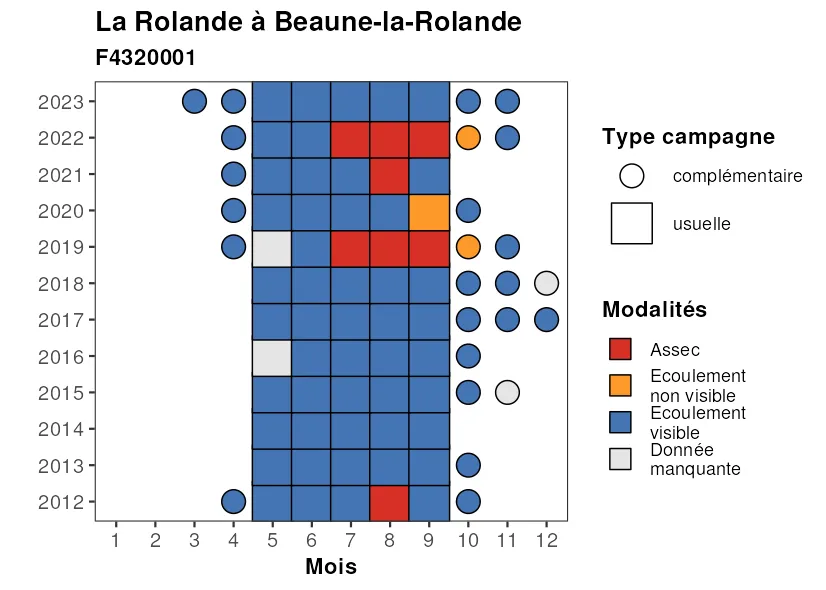 La Rolande à Beaune-la-Rolande
F4320001
2023
2022
2021
2020
2019
2018
2017
2016
2015
2014
2013
2012
1 2 3 4 5 6 7 8 9 10 11 12
Mois
Type campagne
complémentaire
usuelle
Modalités
Assec
Ecoulement
non visible
Ecoulement
visible
Donnée
manquante